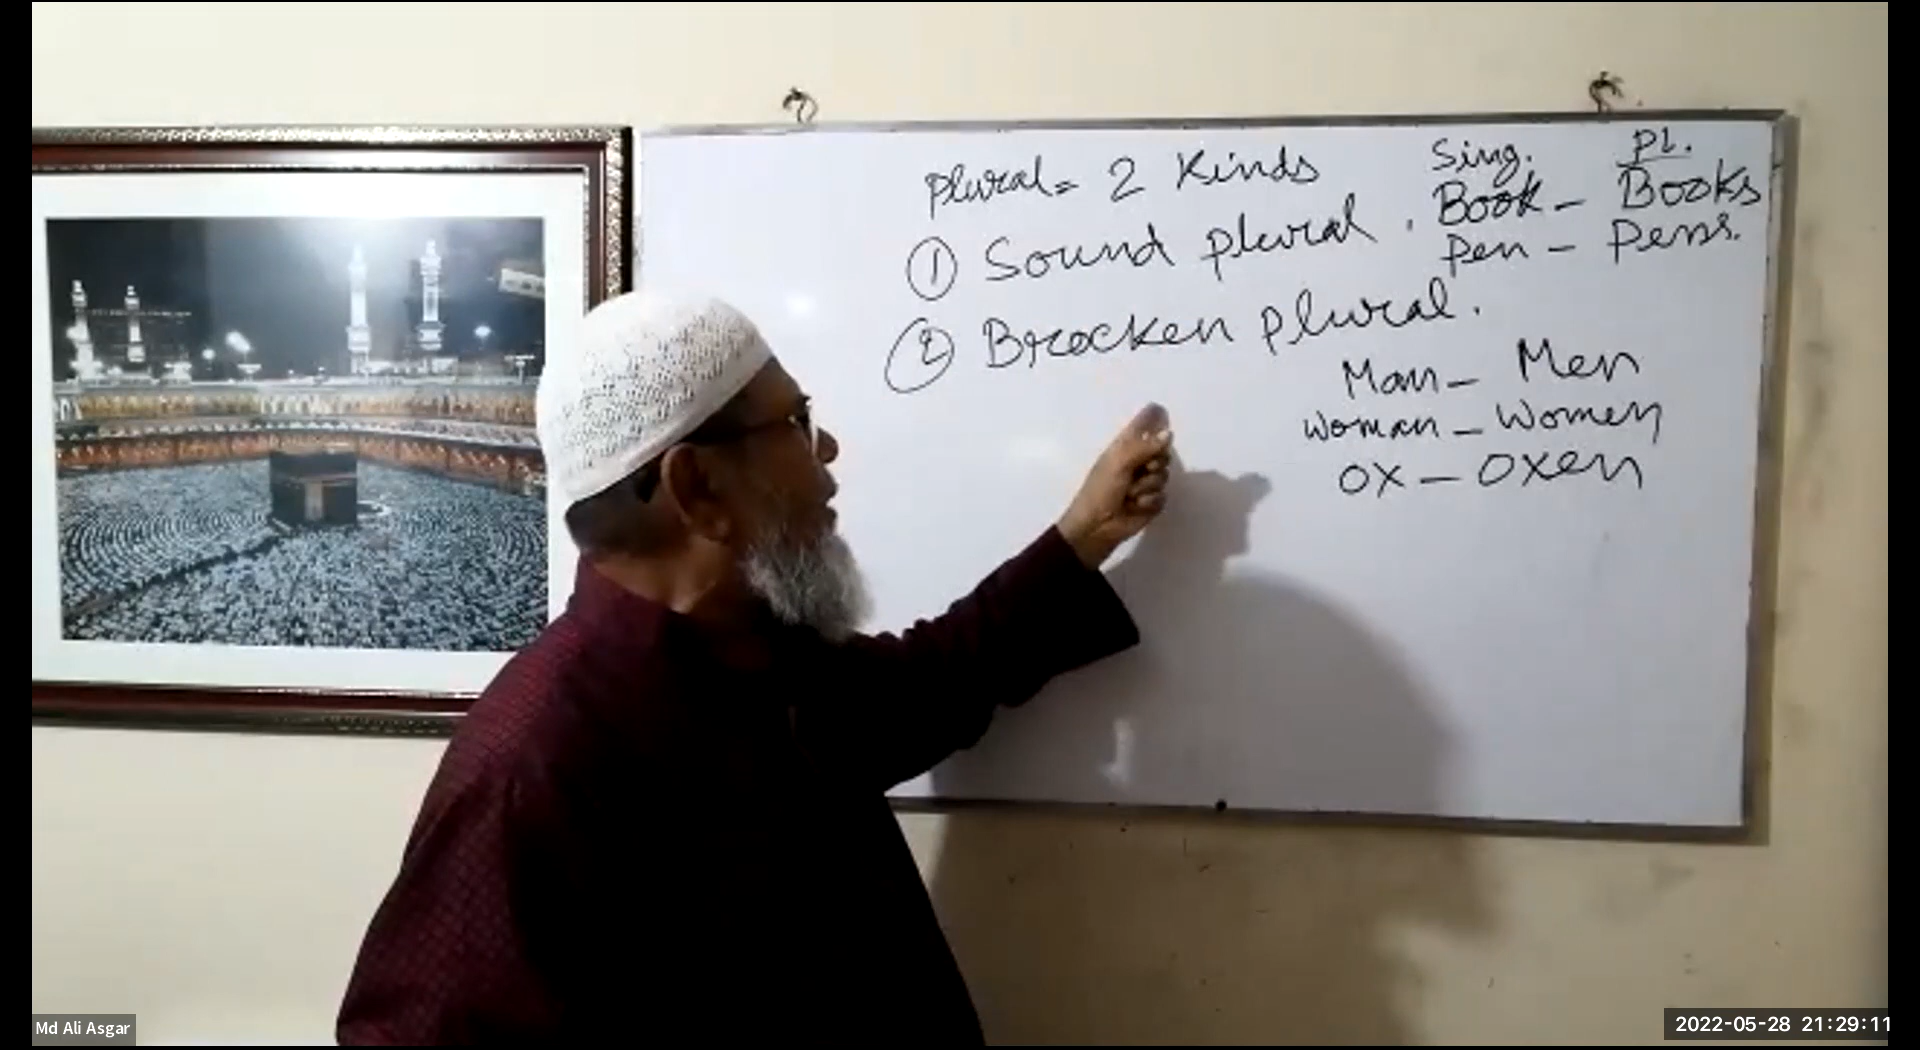 Plural = 2 Kinds
Sing. Pl.
① Sound plural . Book - Books
Pen - Pens.
② Brocken plural.
Man - Men
Woman - Women
Ox - Oxen
Md Ali Asgar
2022-05-28 21:29:11